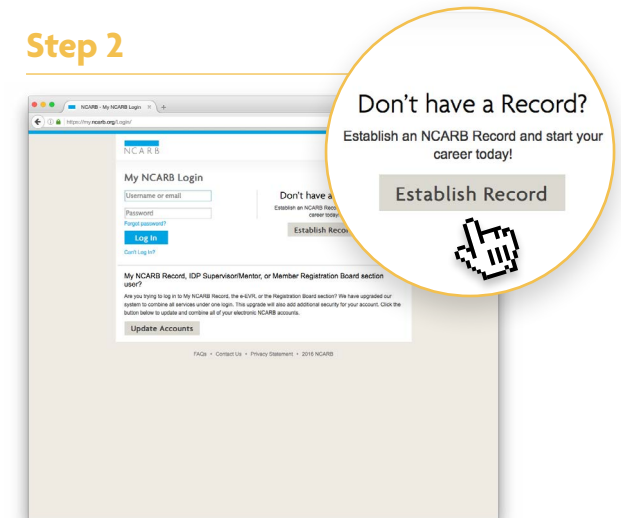 Step 2
NCARB - My NCARB Login
https://my.ncarb.org/Login/
NCARB
My NCARB Login
Username or email
Password
Forgot password?
Log In
Can't Log In?
Don't have a
Establish an NCARB Reco
career today
Establish Reco
Don't have a Record?
Establish an NCARB Record and start your
career today!
Establish Record
My NCARB Record, IDP Supervisor/Mentor, or Member Registration Board section
user?
Are you trying to log in to My NCARB Record, the e-EVR, or the Registration Board section? We have upgraded our
system to combine all services under one login. This upgrade will also add additional security for your account. Click the
button below to update and combine all of your electronic NCARB accounts.
Update Accounts
FAQs • Contact Us • Privacy Statement • 2016 NCARB